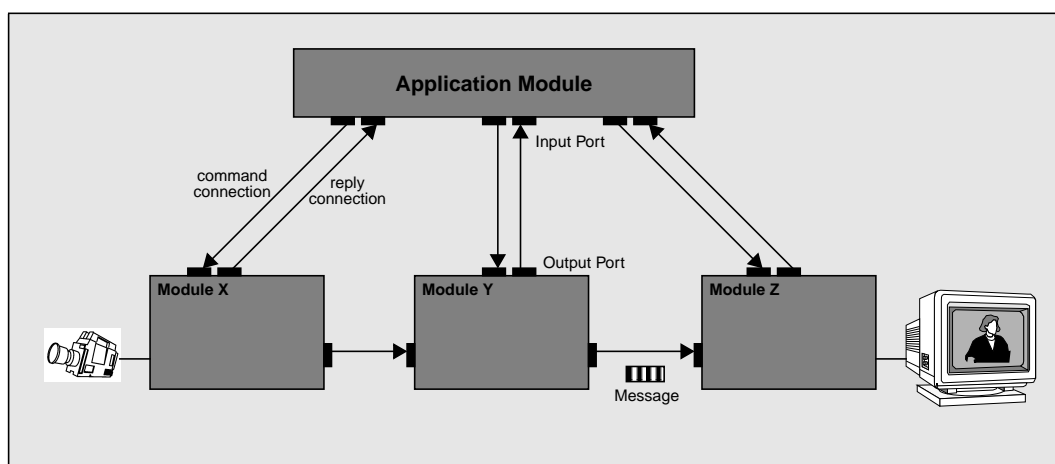 Application Module
Input Port
command
connection
reply
connection
Output Port
Module X
Module Y
Module Z
Message